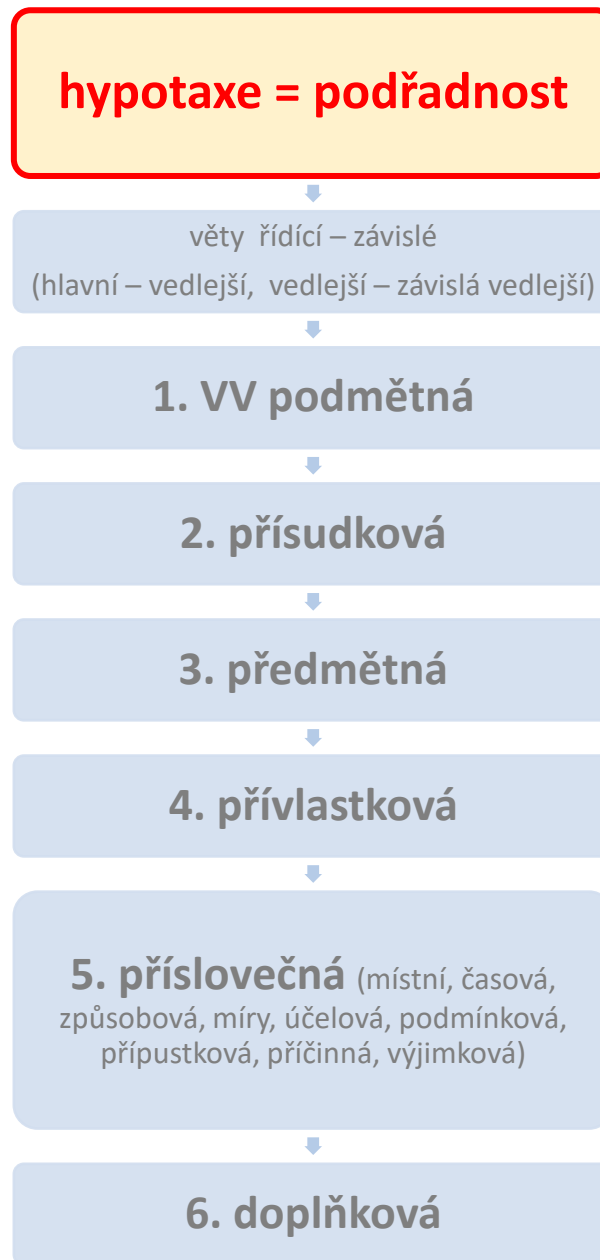 hypotaxe = podřadnost
věty řídící – závislé
(hlavní – vedlejší, vedlejší – závislá vedlejší)
1. VV podmětná
2. přísudková
3. předmětná
4. přívlastková
5. příslovečná (místní, časová,
způsobová, míry, účelová, podmínková,
přípustková, příčinná, výjimková)
6. doplňková